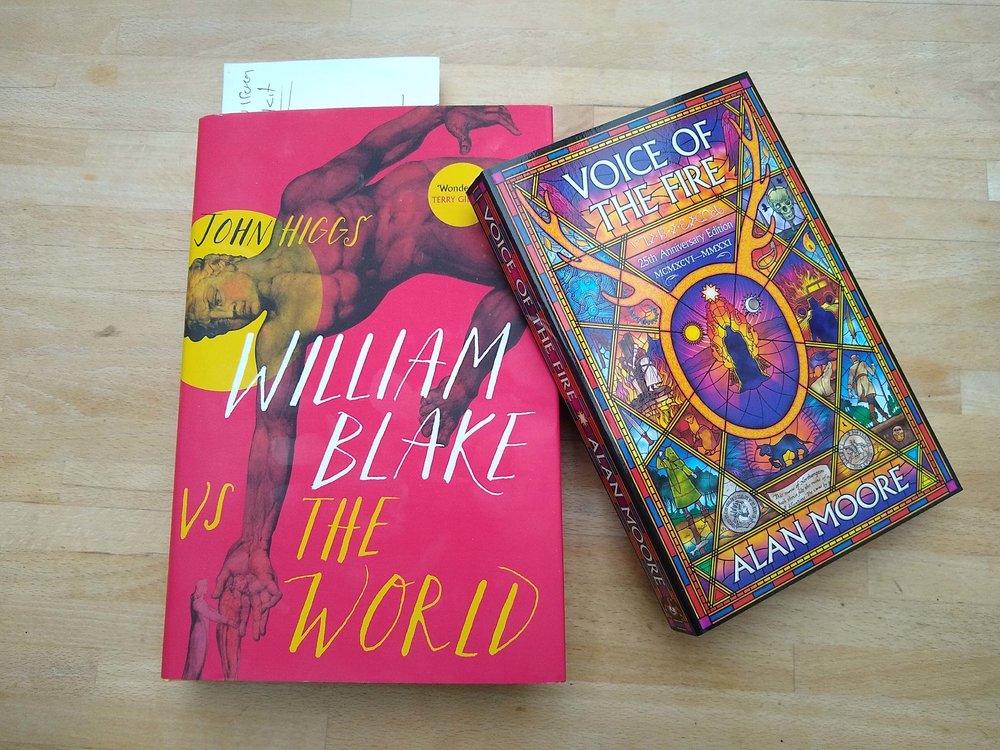 JOHN HIGGS
'Wonde
TERRY GI
WILLIAM
BLAKE
VS
THE
WORLD
VOICE OF
THE FIRE
25th Anniversary Edition
MCMXCVI–MMXXI
ALAN MOORE
VOICE OF THE FIRE ALAN MOORE